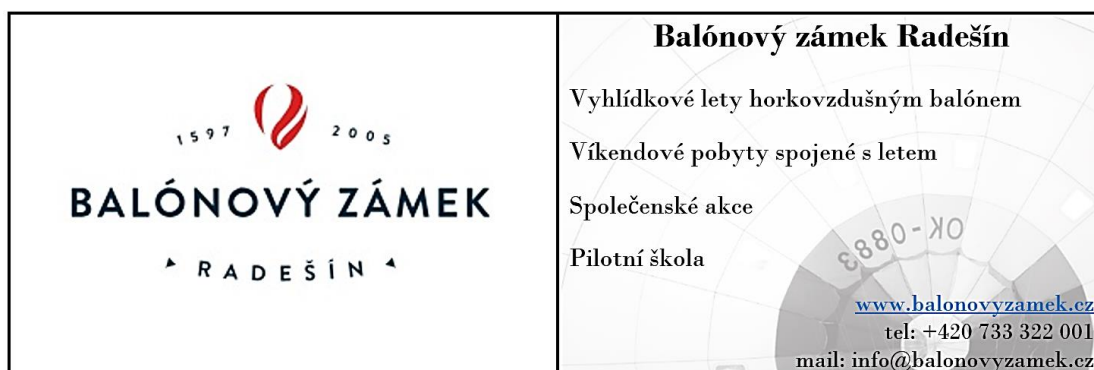 1597 2005
BALÓNOVÝ ZÁMEK
RADEŠÍN
Balónový zámek Radešín
Vyhlídkové lety horkovzdušným balónem
Víkendové pobyty spojené s letem
Společenské akce
Pilotní škola
OK-0883
www.balonovyzamek.cz
tel: +420 733 322 001
mail: info@balonovyzamek.cz